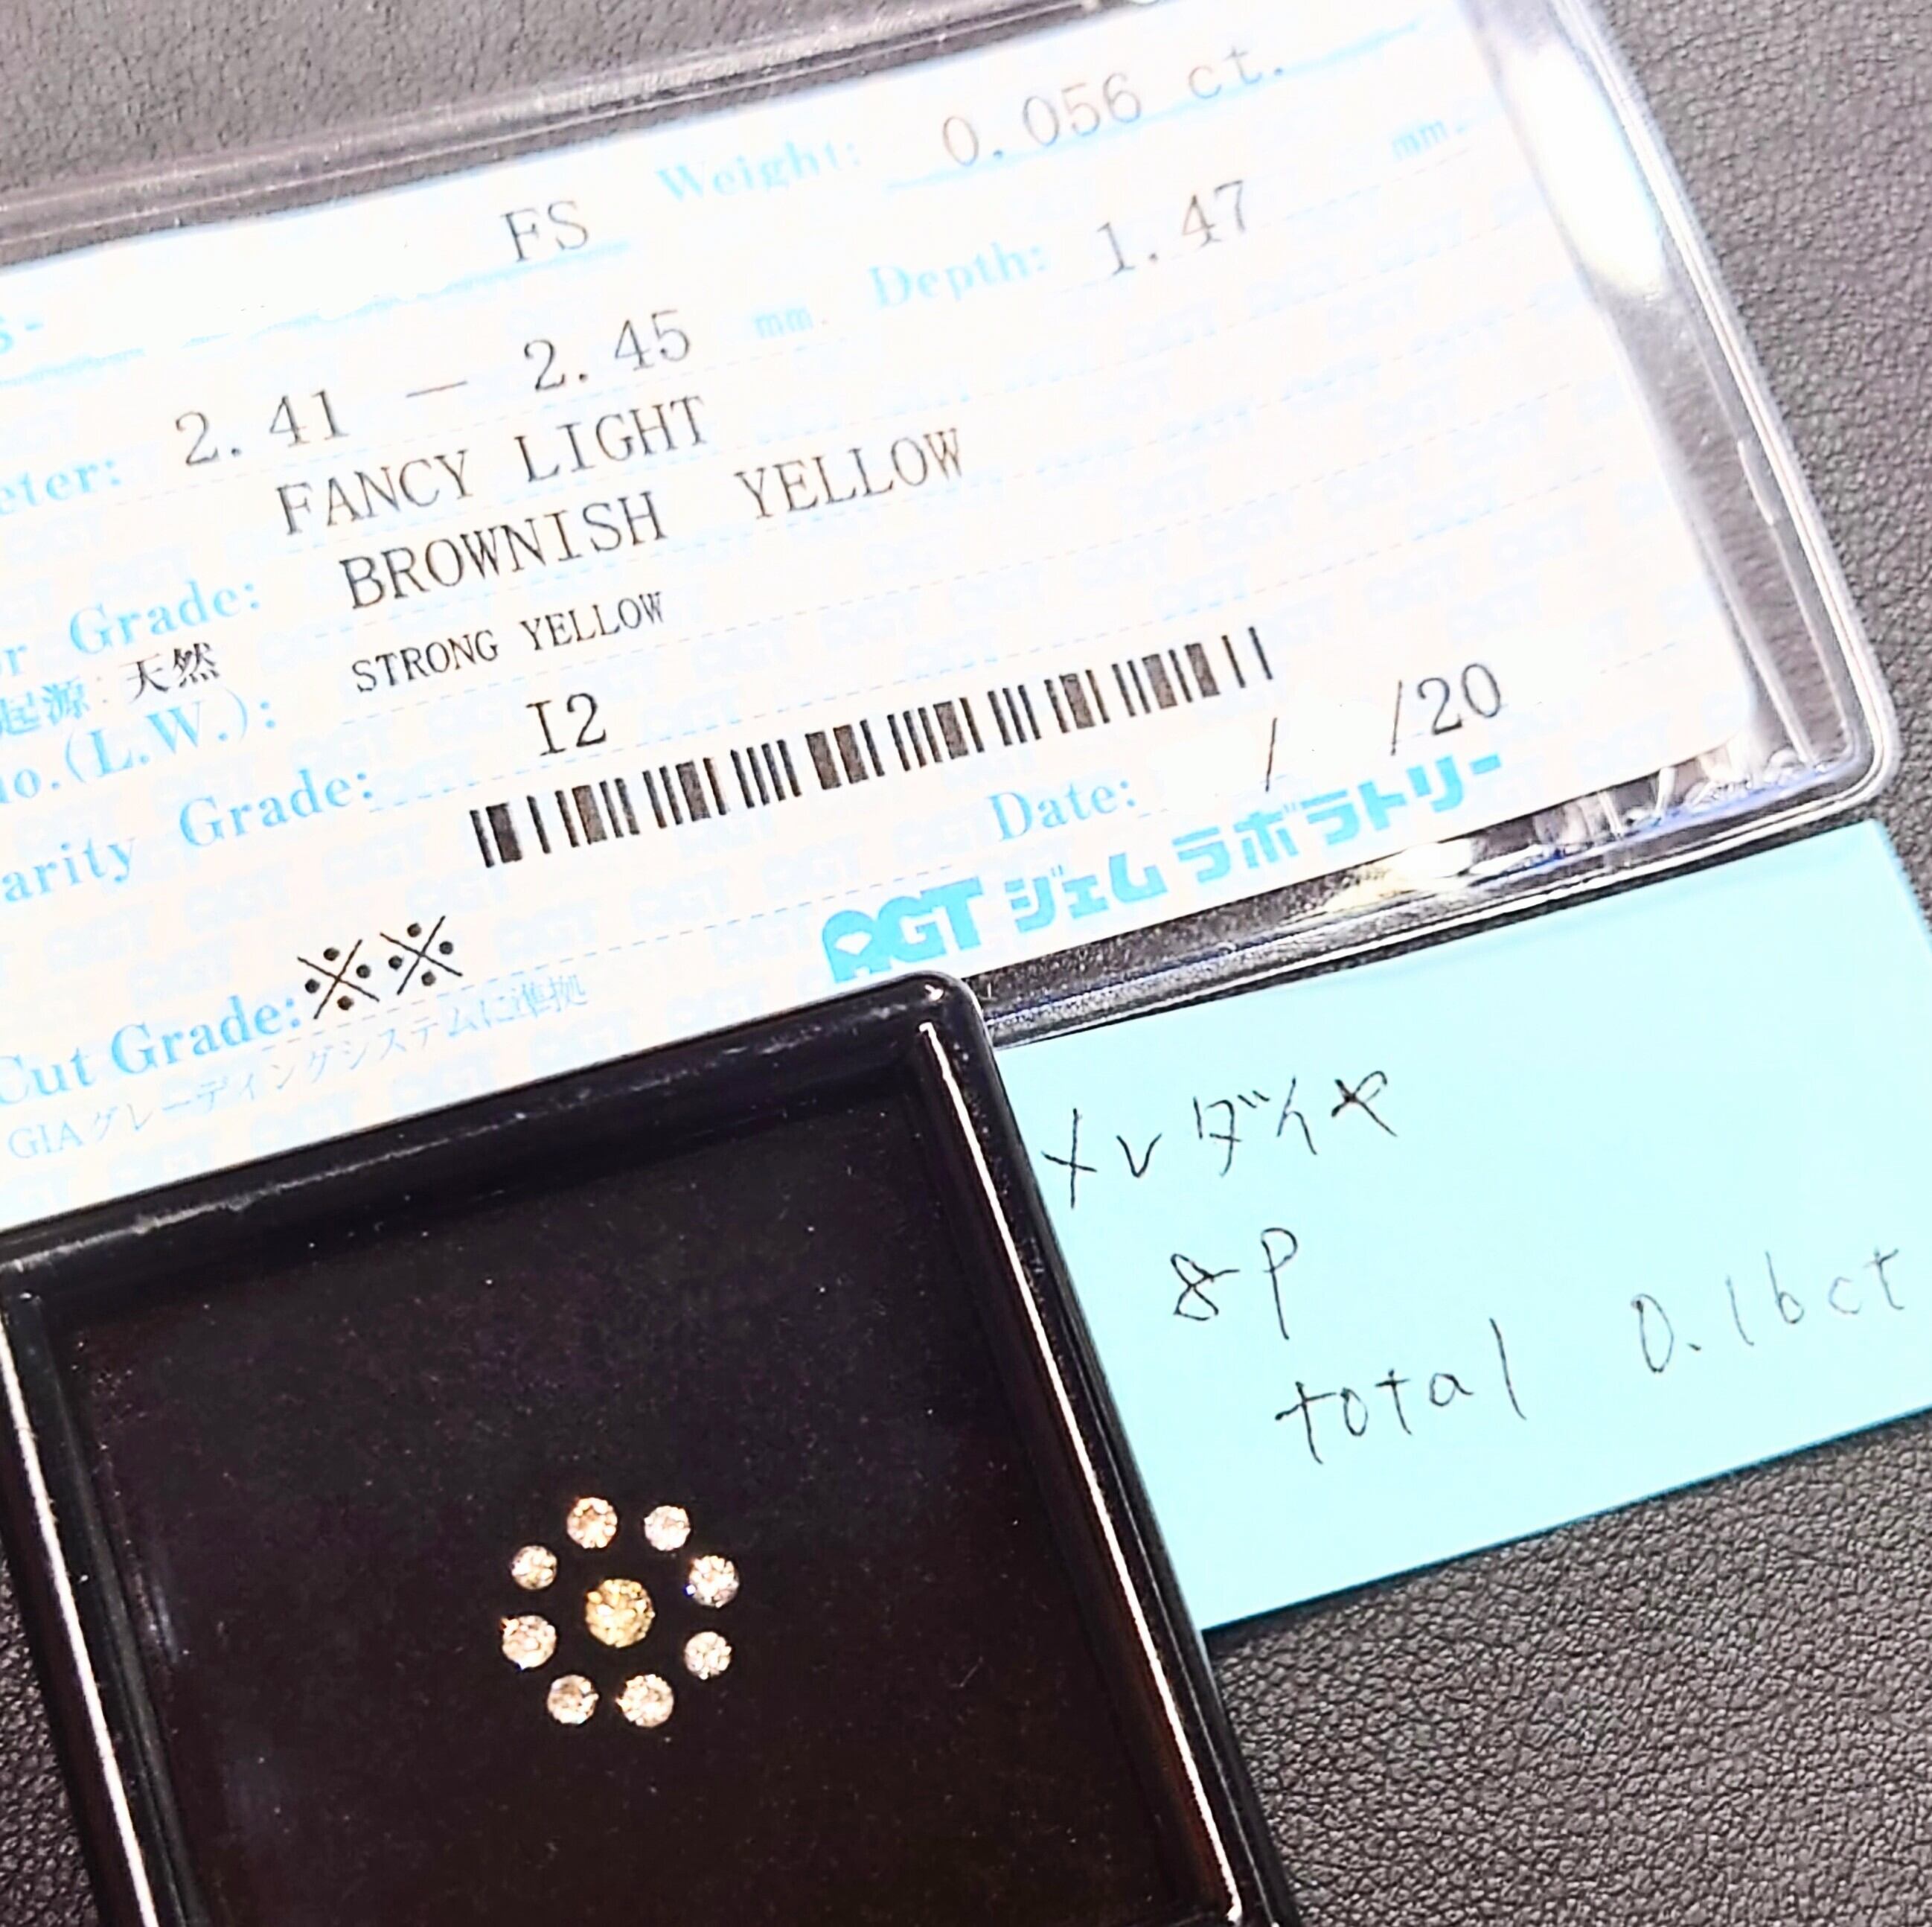 FS Weight: 0.056 ct.
2.41 — 2.45 mm. Depth: 1.47 mm.
FANCY LIGHT
Grade: BROWNISH YELLOW
起源: 天然
(L.W.): STRONG YELLOW
arity Grade: I2
Date: / /20
Cut Grade:※※
AGT ジェム ラボラトリー
GIAグレーディングシステムに準拠
メレダイヤ
8P
total 0.16ct